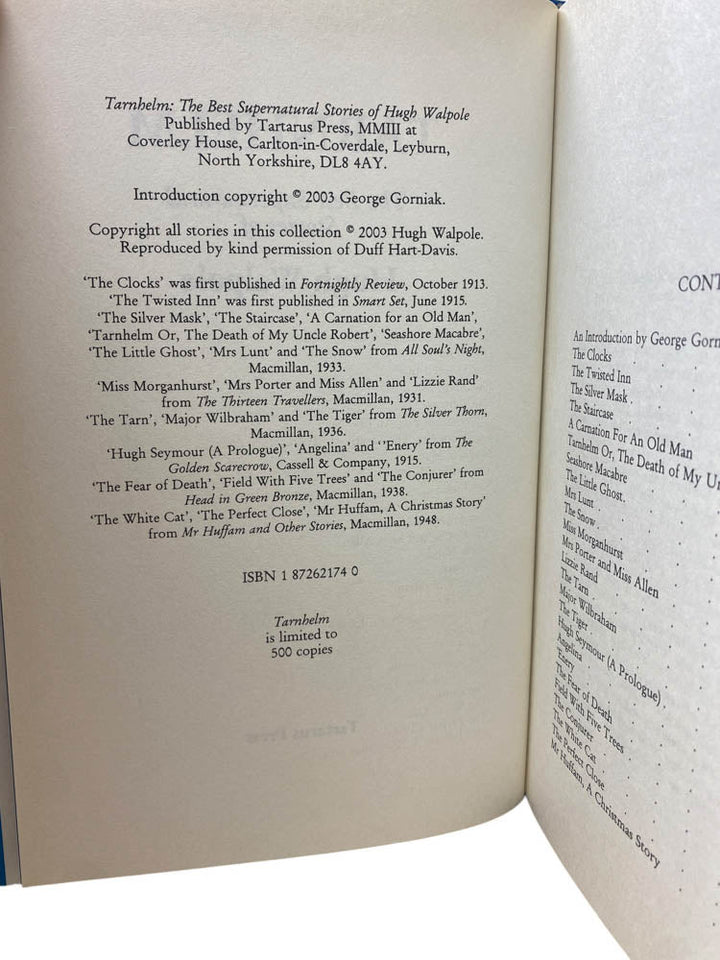 Tarnhelm: The Best Supernatural Stories of Hugh Walpole
Published by Tartarus Press, MMIII at
Coverley House, Carlton-in-Coverdale, Leyburn,
North Yorkshire, DL8 4AY.
Introduction copyright © 2003 George Gorniak.
Copyright all stories in this collection © 2003 Hugh Walpole.
Reproduced by kind permission of Duff Hart-Davis.
‘The Clocks’ was first published in Fortnightly Review, October 1913.
‘The Twisted Inn’ was first published in Smart Set, June 1915.
‘The Silver Mask’, ‘The Staircase’, ‘A Carnation for an Old Man’,
‘Tarnhelm Or, The Death of My Uncle Robert’, ‘Seashore Macabre’,
‘The Little Ghost’, ‘Mrs Lunt’ and ‘The Snow’ from All Soul's Night,
Macmillan, 1933.
‘Miss Morganhurst’, ‘Mrs Porter and Miss Allen’ and ‘Lizzie Rand’
from The Thirteen Travellers, Macmillan, 1931.
‘The Tarn’, ‘Major Wilbraham’ and ‘The Tiger’ from The Silver Thorn,
Macmillan, 1936.
‘Hugh Seymour (A Prologue)’, ‘Angelina’ and ‘'Enery’ from The
Golden Scarecrow, Cassell & Company, 1915.
‘The Fear of Death’, ‘Field With Five Trees’ and ‘The Conjurer’ from
Head in Green Bronze, Macmillan, 1938.
‘The White Cat’, ‘The Perfect Close’, ‘Mr Huffam, A Christmas Story’
from Mr Huffam and Other Stories, Macmillan, 1948.
ISBN 1 87262174 0
Tarnhelm
is limited to
500 copies
CONT
An Introduction by George Gorn
The Clocks
The Twisted Inn
The Silver Mask
The Staircase
A Carnation For An Old Man
Tarnhelm Or, The Death of My Un
Seashore Macabre
The Little Ghost
Mrs Lunt
The Snow
Miss Morganhurst
Mrs Porter and Miss Allen
Lizzie Rand
The Tarn
Major Wilbraham
The Tiger
Hugh Seymour (A Prologue)
Angelina
'Enery
The Fear of Death
Field With Five Trees
The Conjurer
The White Cat
The Perfect Close
Mr Huffam, A Christmas Story